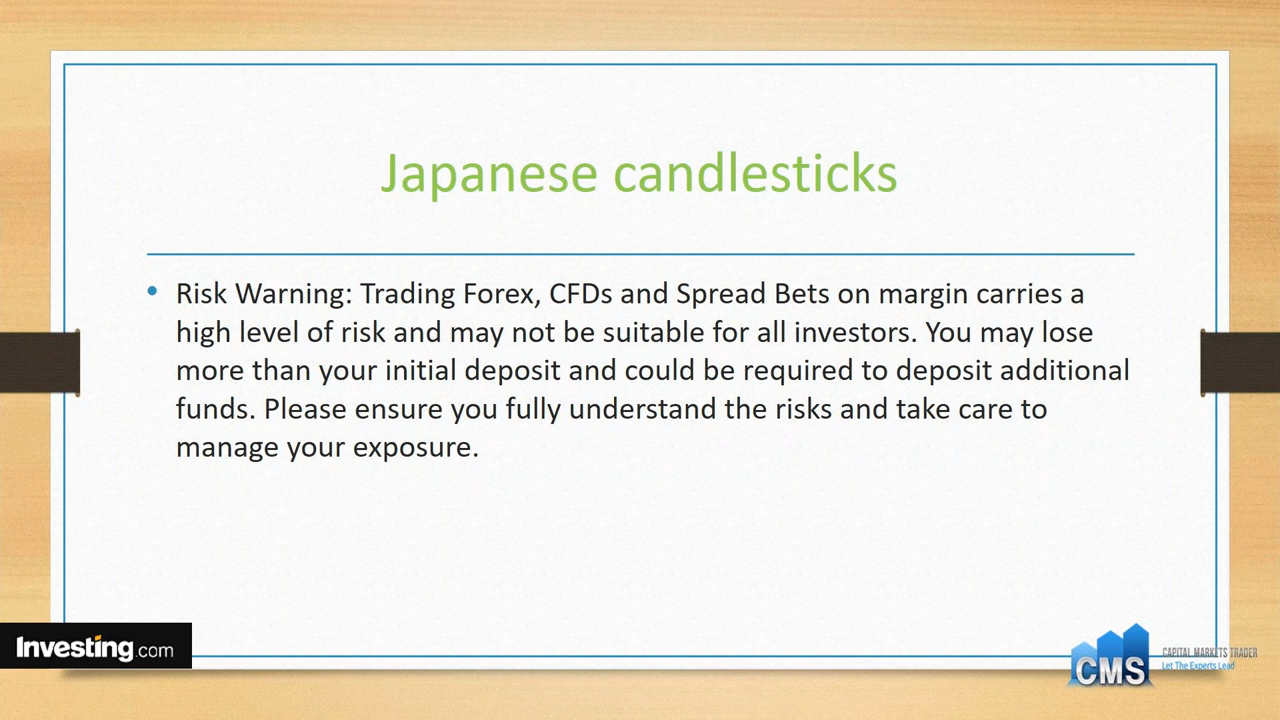 Japanese candlesticks
• Risk Warning: Trading Forex, CFDs and Spread Bets on margin carries a
high level of risk and may not be suitable for all investors. You may lose
more than your initial deposit and could be required to deposit additional
funds. Please ensure you fully understand the risks and take care to
manage your exposure.
Investing.com
CMS
CAPITAL MARKETS TRADER
Let The Experts Lead